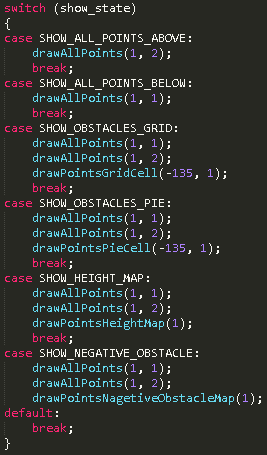 switch (show_state)
{
case SHOW_ALL_POINTS_ABOVE:
drawAllPoints(1, 2);
break;
case SHOW_ALL_POINTS_BELOW:
drawAllPoints(1, 1);
break;
case SHOW_OBSTACLES_GRID:
drawAllPoints(1, 1);
drawAllPoints(1, 2);
drawPointsGridCell(-135, 1);
break;
case SHOW_OBSTACLES_PIE:
drawAllPoints(1, 1);
drawAllPoints(1, 2);
drawPointsPieCell(-135, 1);
break;
case SHOW_HEIGHT_MAP:
drawAllPoints(1, 1);
drawAllPoints(1, 2);
drawPointsHeightMap(1);
break;
case SHOW_NEGATIVE_OBSTACLE:
drawAllPoints(1, 1);
drawAllPoints(1, 2);
drawPointsNagetiveObstacleMap(1);
default:
break;
}